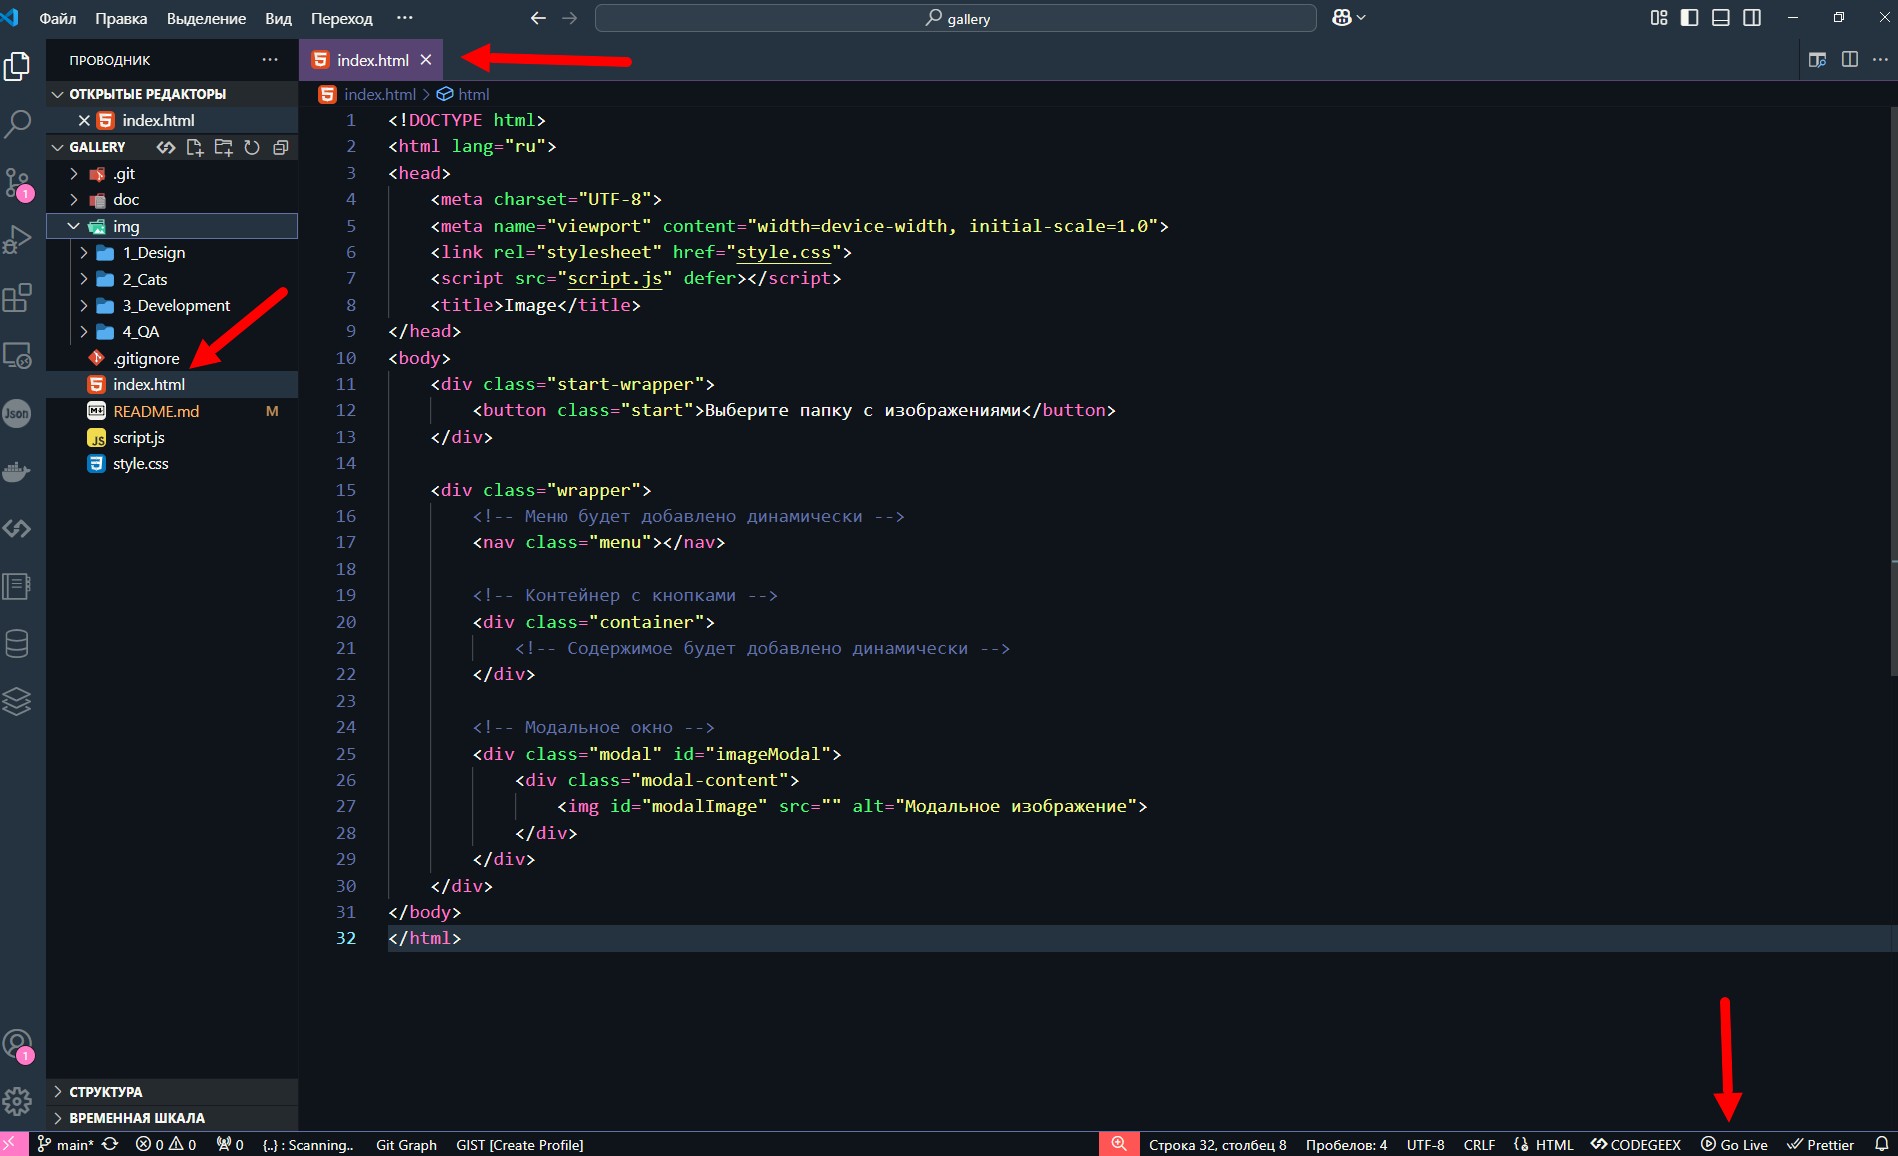 Файл Правка Выделение Вид Переход ··· gallery
ПРОВОДНИК ···
index.html
ОТКРЫТЫЕ РЕДАКТОРЫ
index.html > html
index.html
GALLERY
.git
doc
img
1_Design
2_Cats
3_Development
4_QA
.gitignore
index.html
README.md M
script.js
style.css
1 <!DOCTYPE html>
2 <html lang="ru">
3 <head>
4 <meta charset="UTF-8">
5 <meta name="viewport" content="width=device-width, initial-scale=1.0">
6 <link rel="stylesheet" href="style.css">
7 <script src="script.js" defer></script>
8 <title>Image</title>
9 </head>
10 <body>
11 <div class="start-wrapper">
12 <button class="start">Выберите папку с изображениями</button>
13 </div>
14
15 <div class="wrapper">
16 <!-- Меню будет добавлено динамически -->
17 <nav class="menu"></nav>
18
19 <!-- Контейнер с кнопками -->
20 <div class="container">
21 <!-- Содержимое будет добавлено динамически -->
22 </div>
23
24 <!-- Модальное окно -->
25 <div class="modal" id="imageModal">
26 <div class="modal-content">
27 <img id="modalImage" src="" alt="Модальное изображение">
28 </div>
29 </div>
30 </div>
31 </body>
32 </html>
1
Json
1
СТРУКТУРА
ВРЕМЕННАЯ ШКАЛА
main* 0 0 0 {..} : Scanning.. Git Graph GIST [Create Profile] Строка 32, столбец 8 Пробелов: 4 UTF-8 CRLF HTML CODEGEEX Go Live Prettier